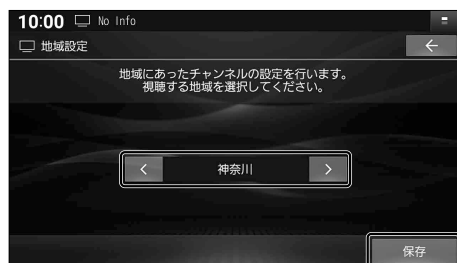 10:00 No Info
地域設定
地域にあったチャンネルの設定を行います。
視聴する地域を選択してください。
神奈川
保存